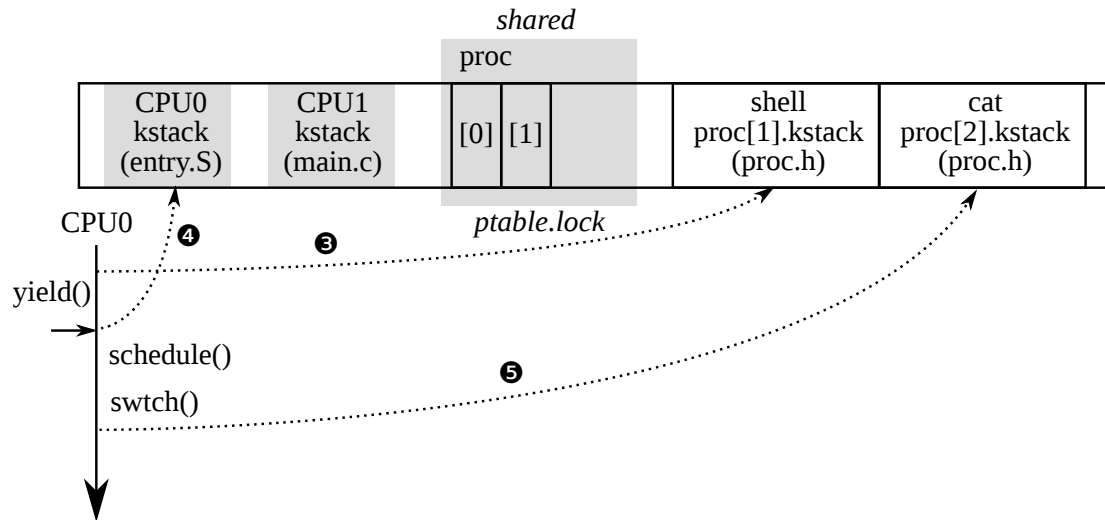 shared
proc
CPU0
kstack
(entry.S)
CPU1
kstack
(main.c)
[0] [1]
shell
proc[1].kstack
(proc.h)
cat
proc[2].kstack
(proc.h)
ptable.lock
CPU0
❹
❸
yield()
schedule()
❺
swtch()